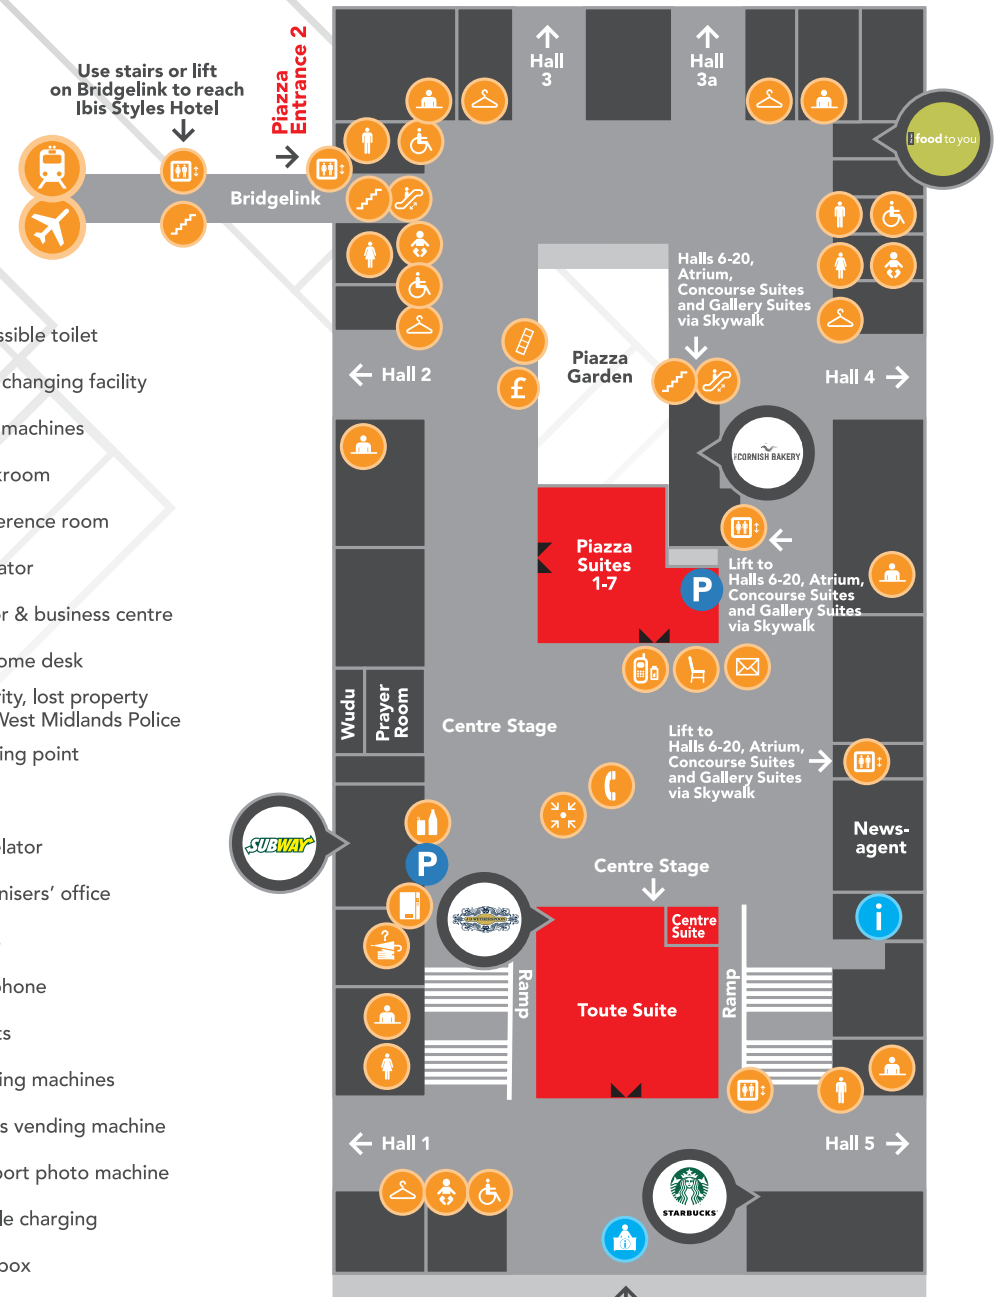 Use stairs or lift
on Bridgelink to reach
Ibis Styles Hotel
Piazza
Entrance 2
Bridgelink
Hall
3
Hall
3a
food to you
Halls 6-20,
Atrium,
Concourse Suites
and Gallery Suites
via Skywalk
Hall 2
Piazza
Garden
£
Hall 4
THE CORNISH BAKERY
Piazza
Suites
1-7
P
Lift to
Halls 6-20, Atrium,
Concourse Suites
and Gallery Suites
via Skywalk
Wudu
Prayer
Room
Centre Stage
Lift to
Halls 6-20, Atrium,
Concourse Suites
and Gallery Suites
via Skywalk
SUBWAY
P
News-
agent
i
Centre Stage
Centre
Suite
Ramp
Toute Suite
Ramp
Hall 1
Hall 5
STARBUCKS
ssible toilet
changing facility
machines
room
erence room
ator
r & business centre
ome desk
ity, lost property
West Midlands Police
ing point
lator
nisers' office
hone
ts
ing machines
s vending machine
port photo machine
le charging
box